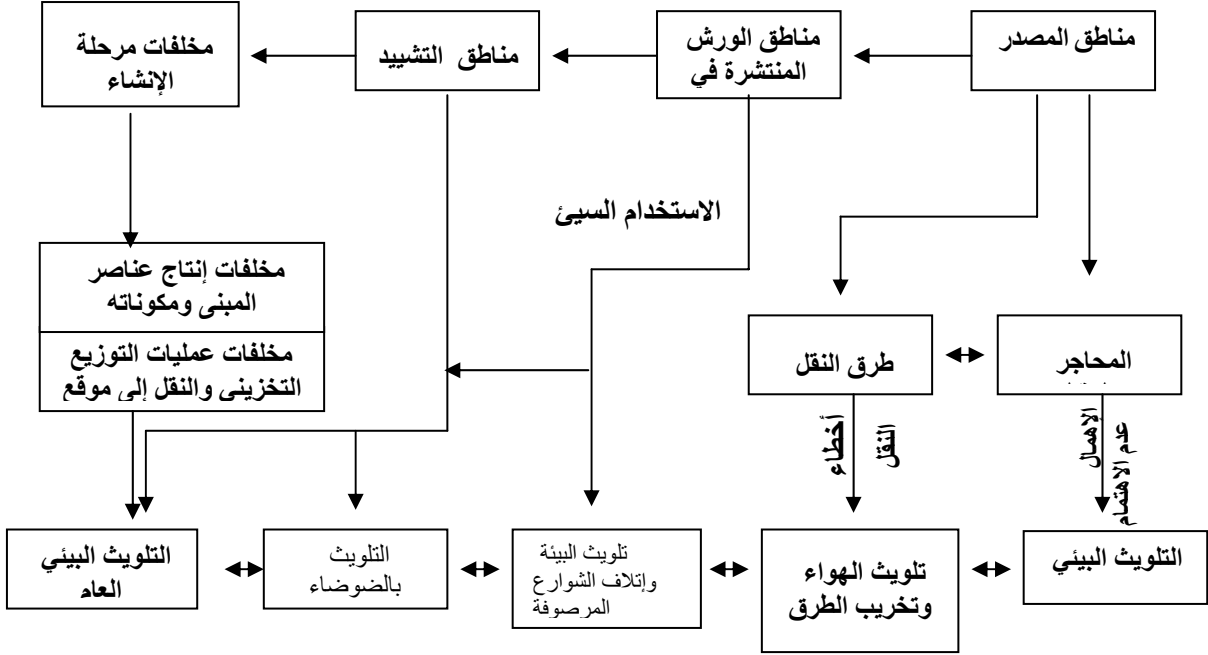 مناطق المصدر
مناطق الورش
المنتشرة في
مناطق التشييد
مخلفات مرحلة
الإنشاء
الاستخدام السيئ
مخلفات إنتاج عناصر
المبنى ومكوناته
مخلفات عمليات التوزيع
التخزيني والنقل إلى موقع
طرق النقل
المحاجر
أخطاء
النقل
الإهمال
عدم الاهتمام
التلويث البيئي
تلويث الهواء
وتخريب الطرق
تلويث البيئة
وإتلاف الشوارع
المرصوفة
التلويث
بالضوضاء
التلويث البيئي
العام